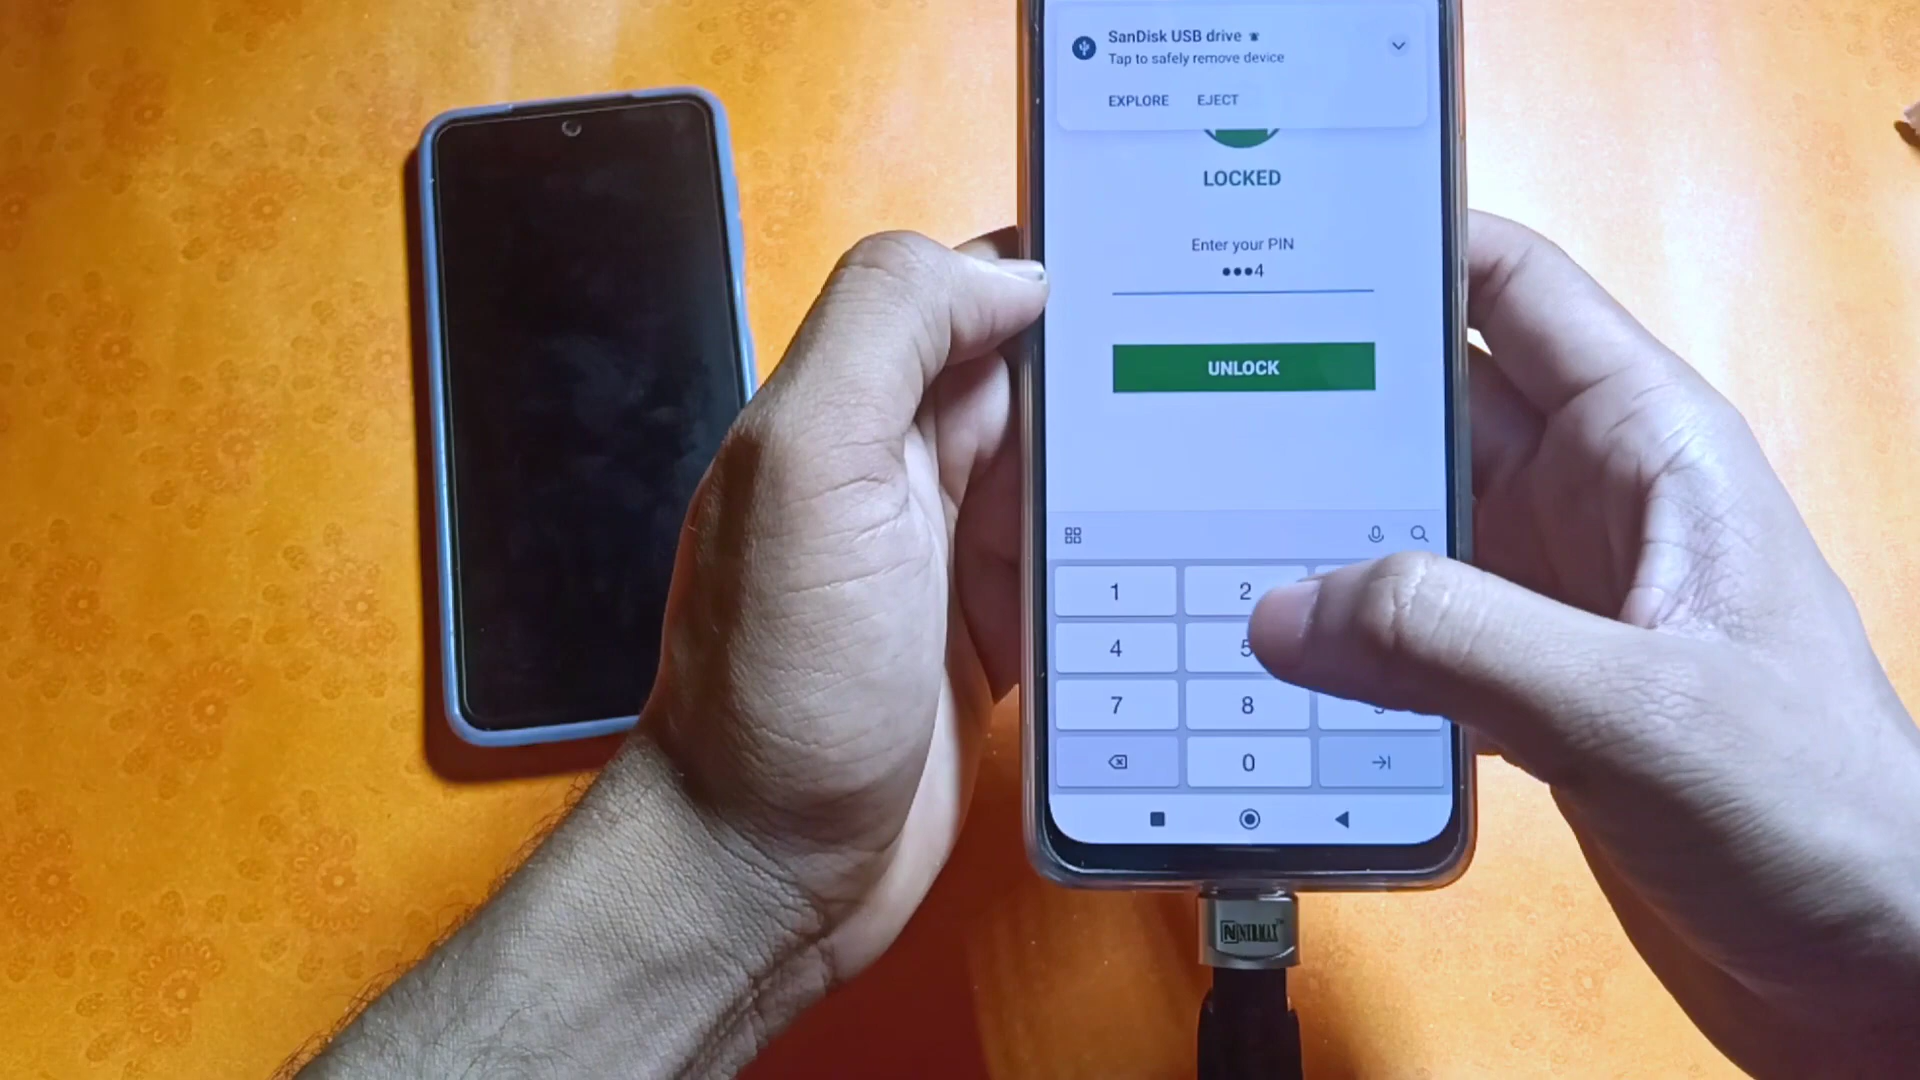 SanDisk USB drive
Tap to safely remove device
EXPLORE EJECT
LOCKED
Enter your PIN
•••4
UNLOCK
1 2
4 5
7 8
0